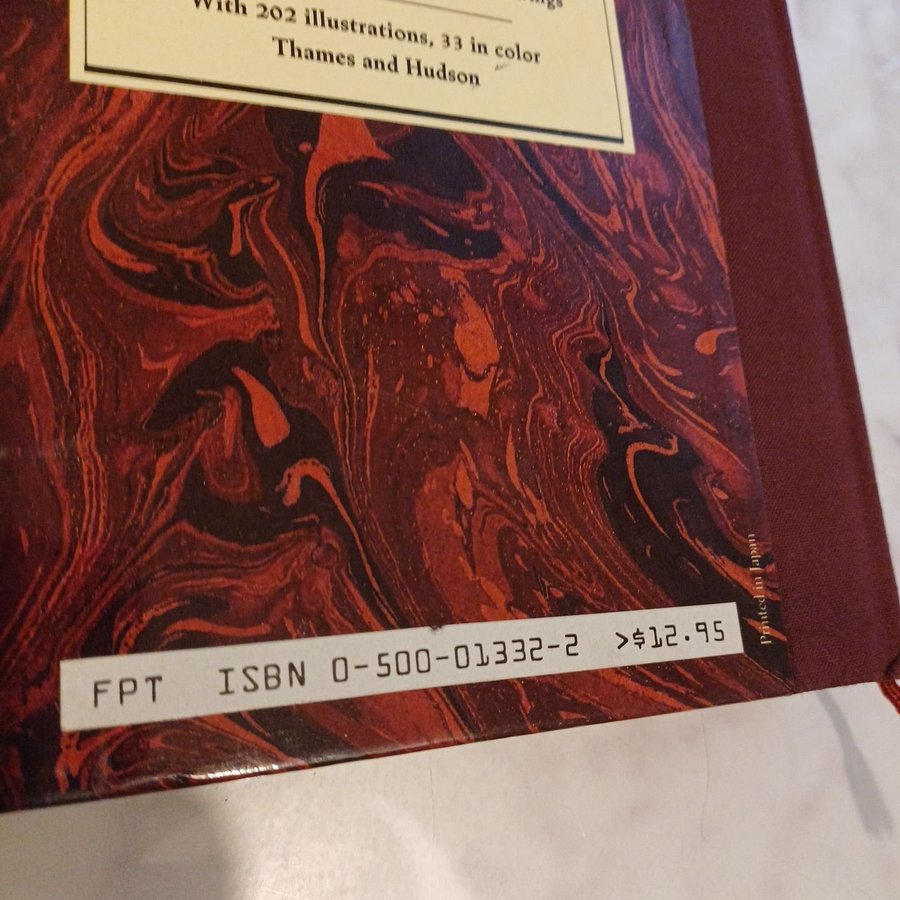 With 202 illustrations, 33 in color
Thames and Hudson
Printed in Japan
FPT ISBN 0-500-01332-2 >$12.95